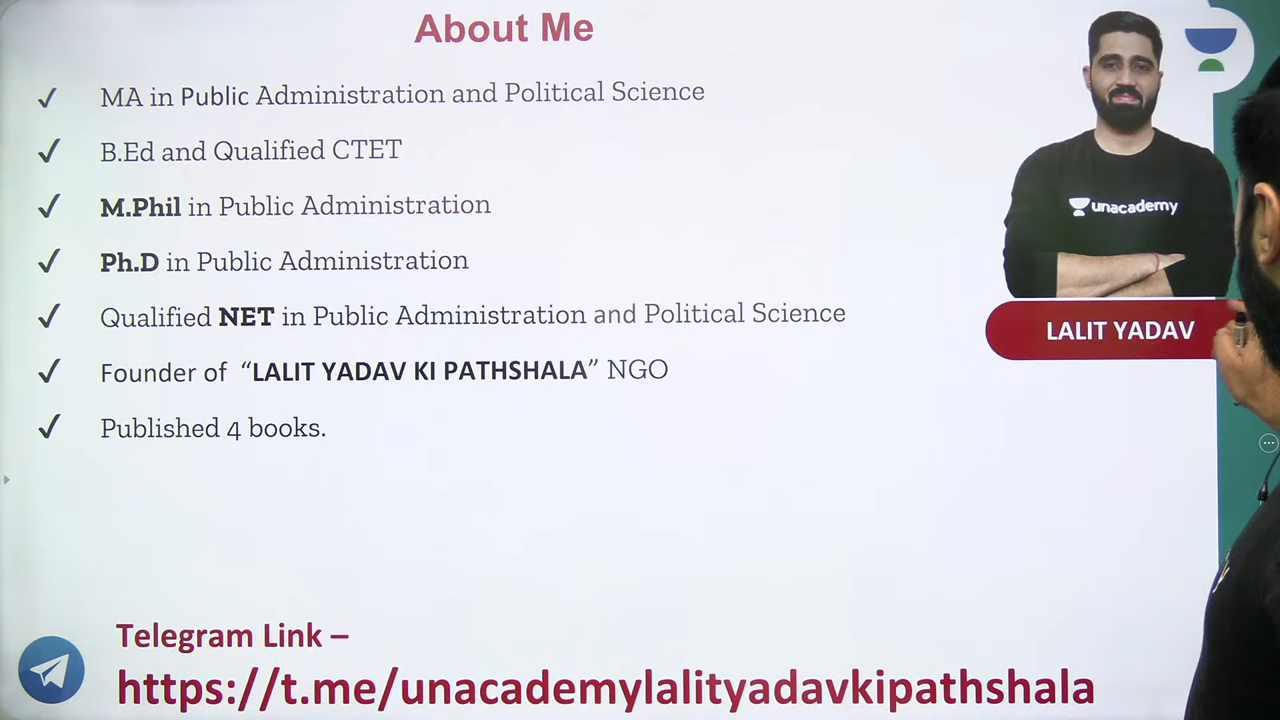 About Me
✓ MA in Public Administration and Political Science
✓ B.Ed and Qualified CTET
✓ M.Phil in Public Administration
✓ Ph.D in Public Administration
✓ Qualified NET in Public Administration and Political Science
✓ Founder of “LALIT YADAV KI PATHSHALA” NGO
✓ Published 4 books.
unacademy
LALIT YADAV
Telegram Link –
https://t.me/unacademylalityadavkipathshala